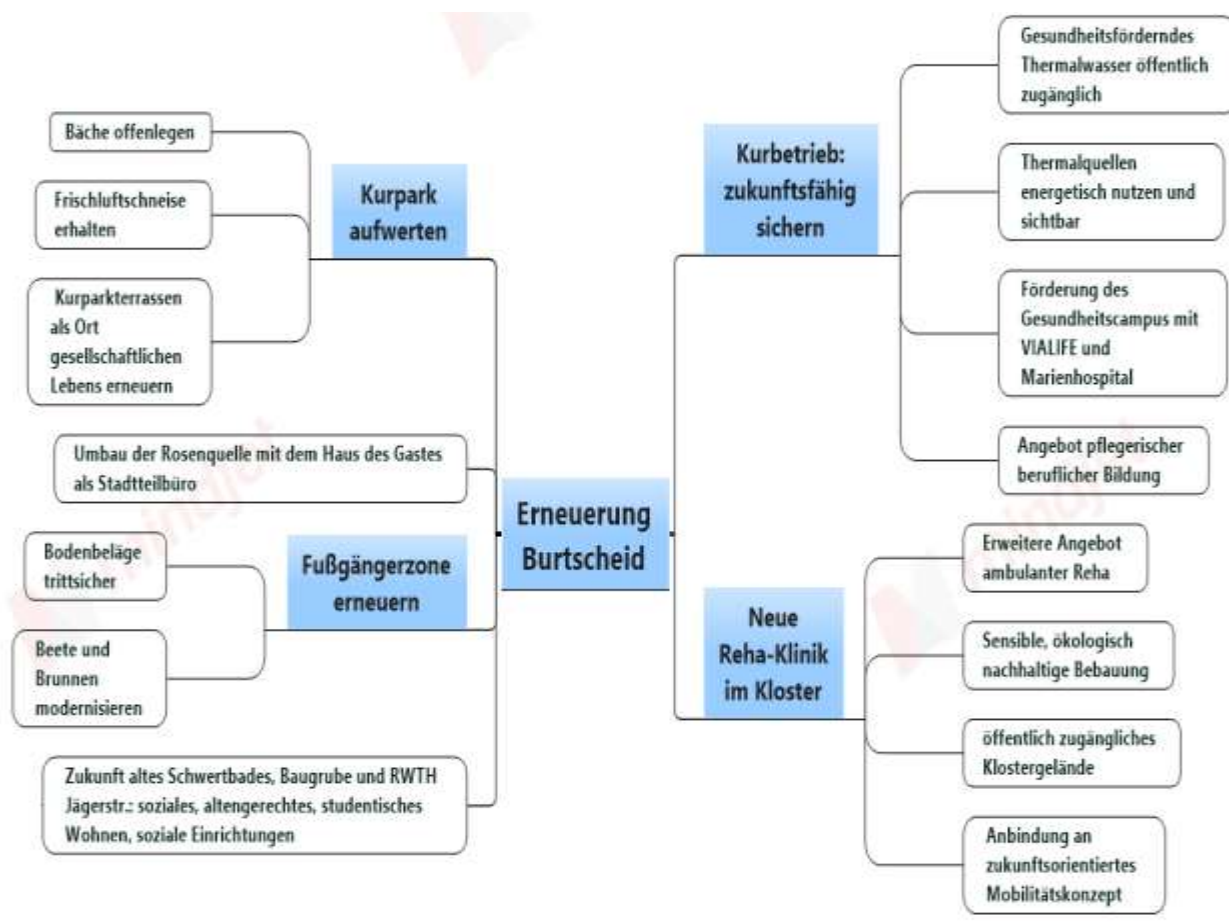 Bäche offenlegen
Frischluftschneise
erhalten
Kurparkterrassen
als Ort
gesellschaftlichen
Lebens erneuern
Kurpark
aufwerten
Umbau der Rosenquelle mit dem Haus des Gastes
als Stadtteilbüro
Bodenbeläge
trittsicher
Beete und
Brunnen
modernisieren
Fußgängerzone
erneuern
Zukunft altes Schwertbades, Baugrube und RWTH
Jägerstr.: soziales, altengerechtes, studentisches
Wohnen, soziale Einrichtungen
Erneuerung
Burtscheid
Kurbetrieb:
zukunftsfähig
sichern
Gesundheitsförderndes
Thermalwasser öffentlich
zugänglich
Thermalquellen
energetisch nutzen und
sichtbar
Förderung des
Gesundheitscampus mit
VIALIFE und
Marienhospital
Angebot pflegerischer
beruflicher Bildung
Neue
Reha-Klinik
im Kloster
Erweitere Angebot
ambulanter Reha
Sensible, ökologisch
nachhaltige Bebauung
öffentlich zugängliches
Klostergelände
Anbindung an
zukunftsorientiertes
Mobilitätskonzept
mindjet
mindjet